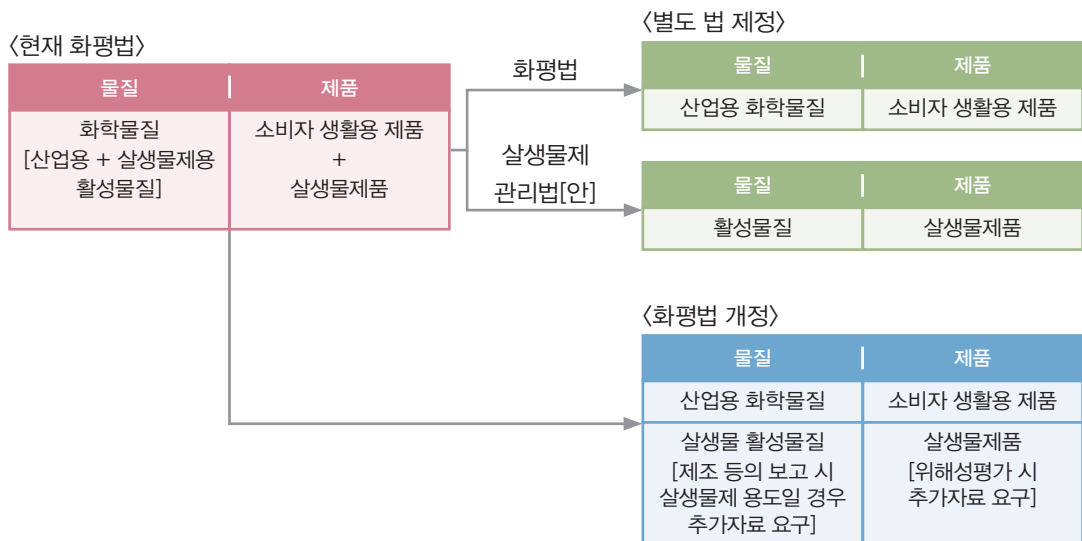 〈현재 화평법〉
물질 | 제품
화학물질
[산업용 + 살생물제용
활성물질]
소비자 생활용 제품
+
살생물제품
화평법
살생물제
관리법[안]
〈별도 법 제정〉
물질 | 제품
산업용 화학물질
소비자 생활용 제품
물질 | 제품
활성물질
살생물제품
〈화평법 개정〉
물질 | 제품
산업용 화학물질
소비자 생활용 제품
살생물 활성물질
[제조 등의 보고 시
살생물제 용도일 경우
추가자료 요구]
살생물제품
[위해성평가 시
추가자료 요구]